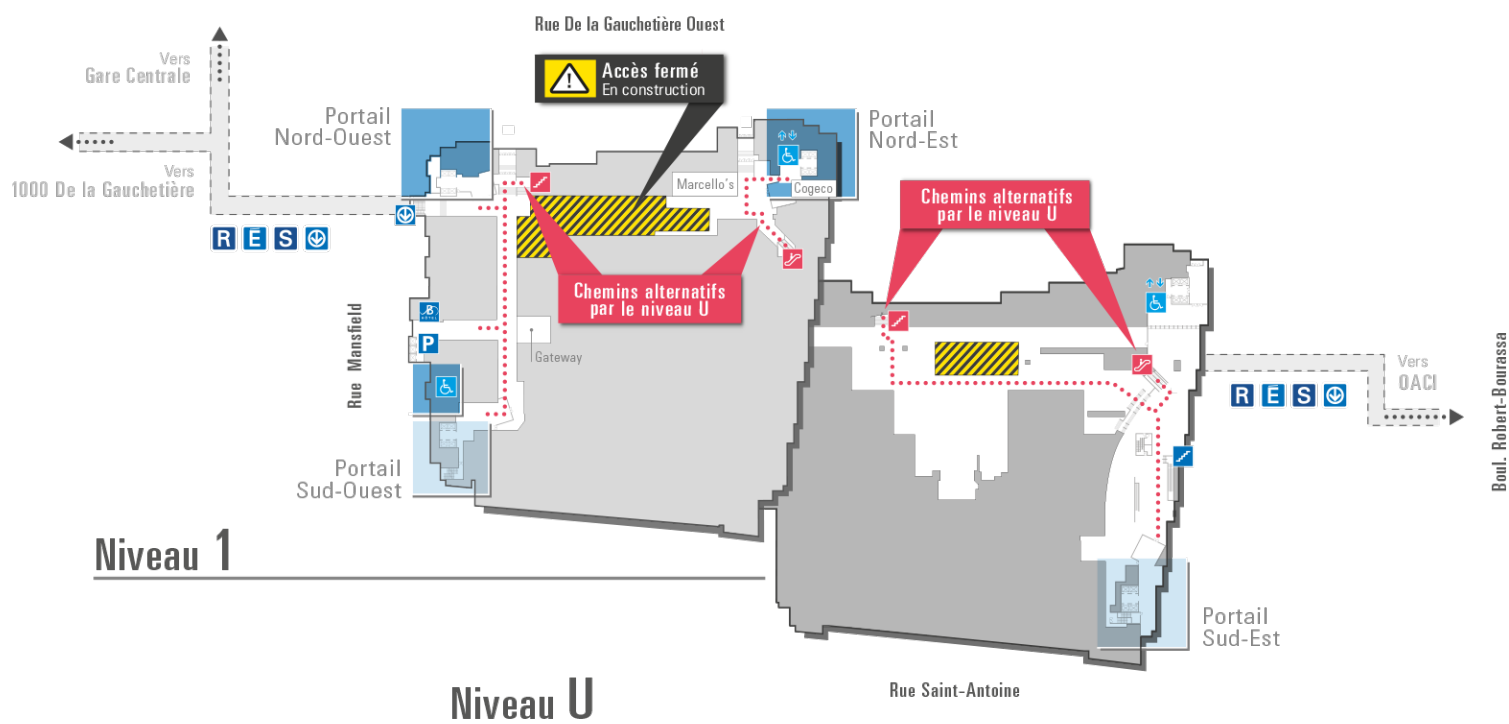 Rue De la Gauchetière Ouest
Accès fermé
En construction
Vers
Gare Centrale
Portail
Nord-Ouest
Portail
Nord-Est
Vers
1000 De la Gauchetière
Marcello's
Cogeco
Chemins alternatifs
par le niveau U
R É S
Chemins alternatifs
par le niveau U
Rue Mansfield
B
HÔTEL
P
Gateway
Vers
OACI
R É S
Boul. Robert-Bourassa
Portail
Sud-Ouest
Niveau 1
Portail
Sud-Est
Rue Saint-Antoine
Niveau U